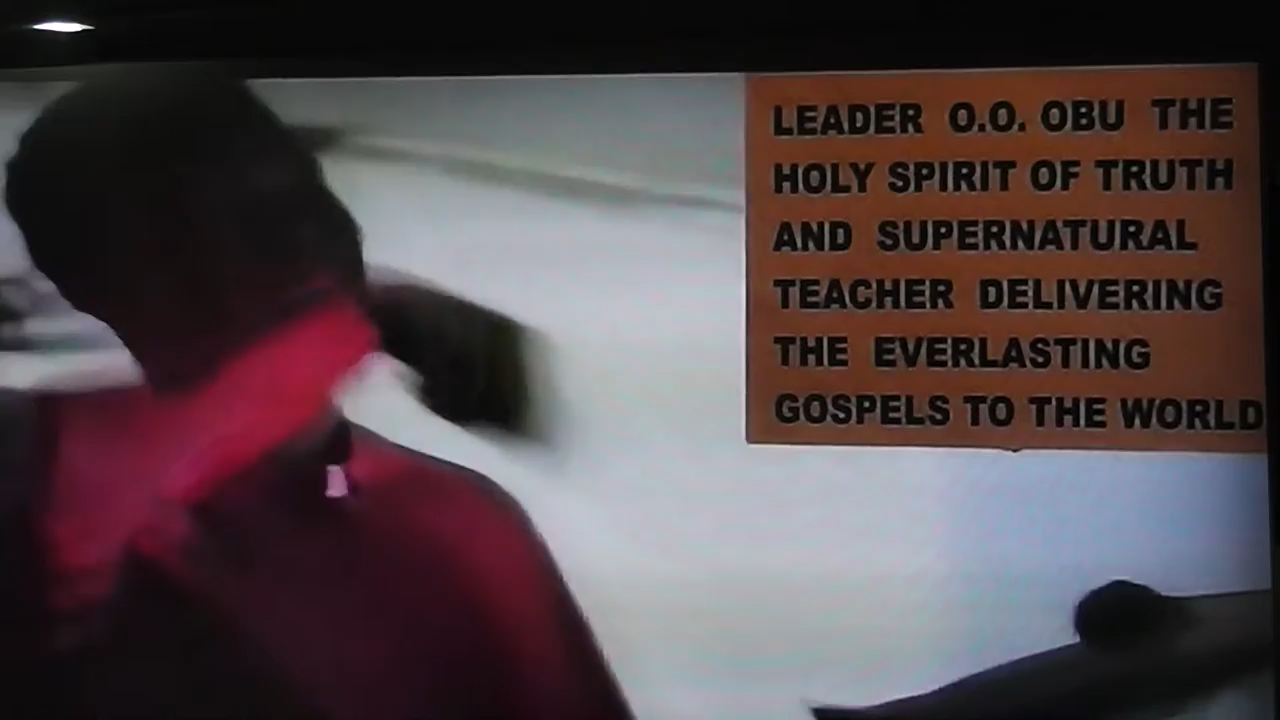 LEADER O.O. OBU THE
HOLY SPIRIT OF TRUTH
AND SUPERNATURAL
TEACHER DELIVERING
THE EVERLASTING
GOSPELS TO THE WORLD